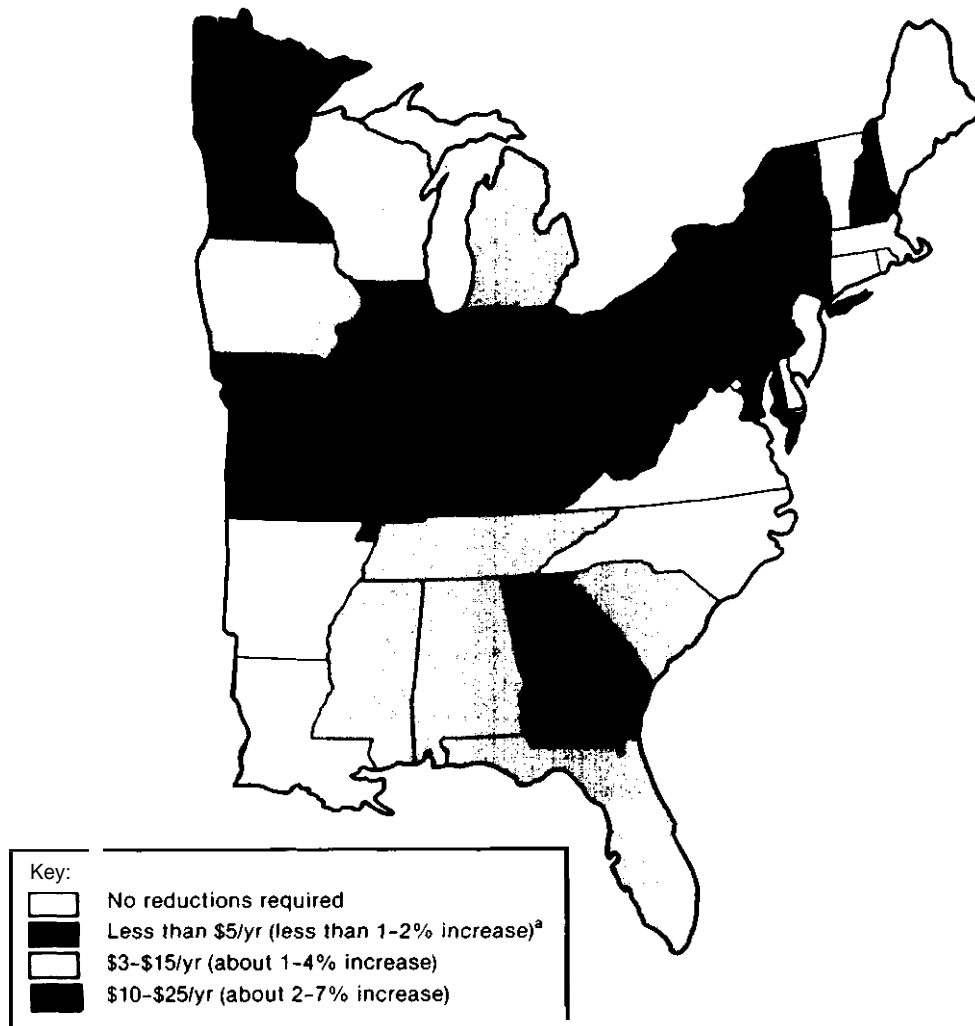 Key:
No reductions required
Less than $5/yr (less than 1-2% increase)a
$3-$15/yr (about 1-4% increase)
$10-$25/yr (about 2-7% increase)